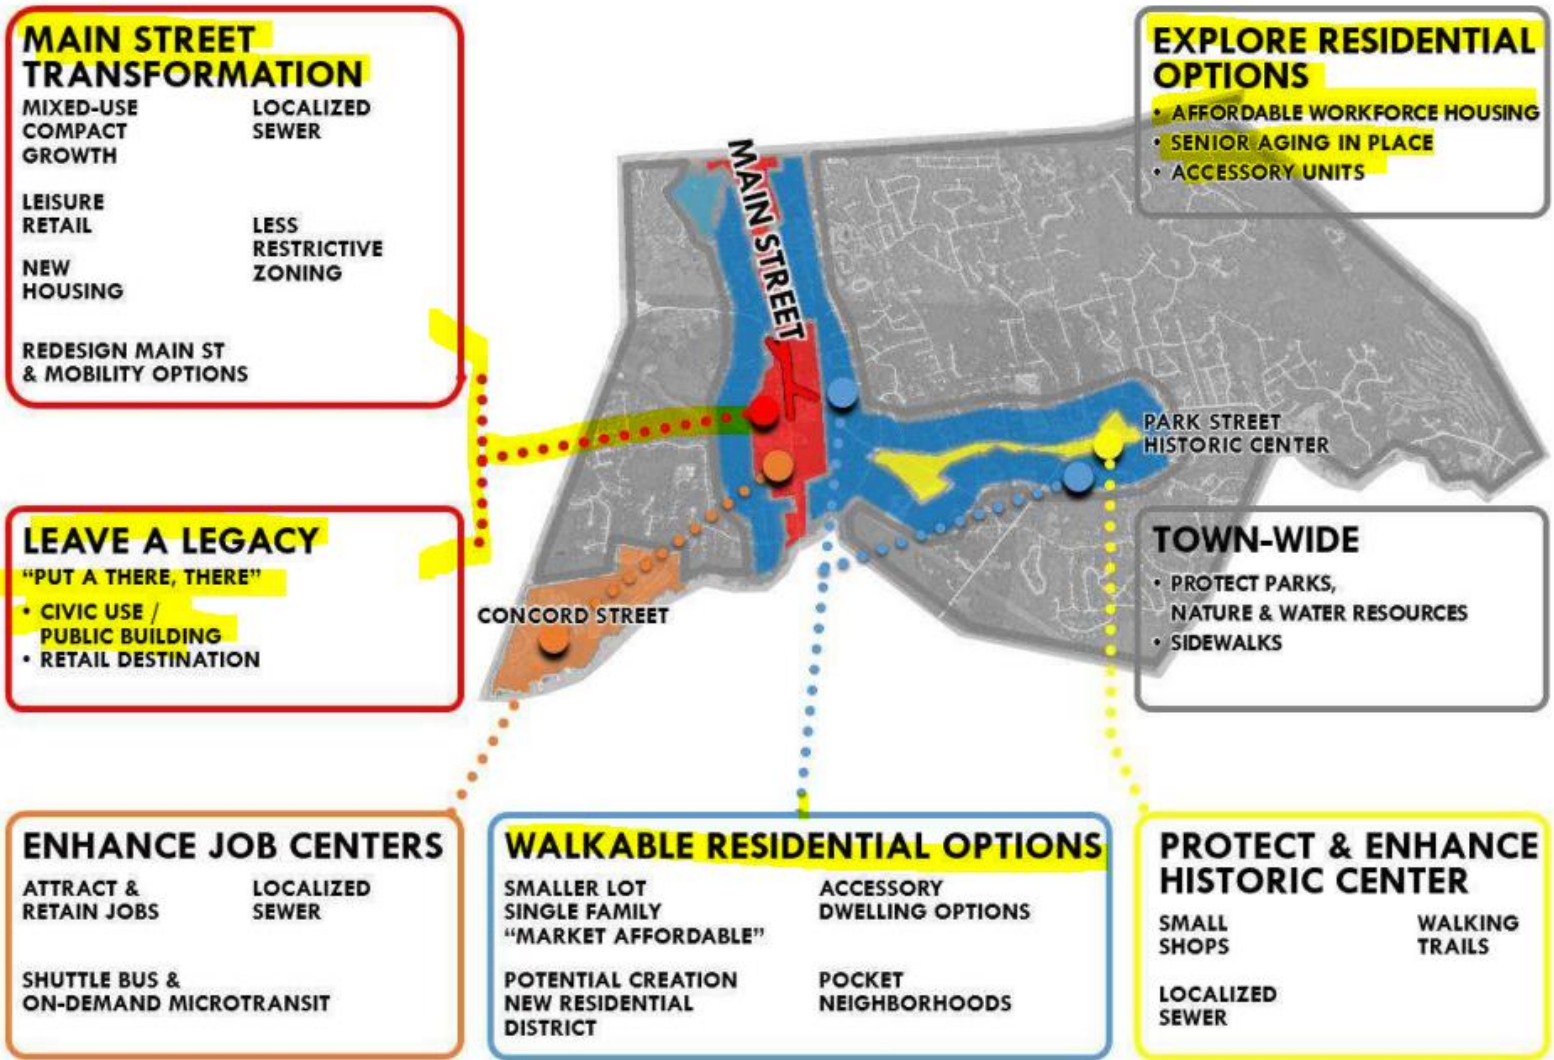 MAIN STREET
TRANSFORMATION
MIXED-USE
COMPACT
GROWTH
LOCALIZED
SEWER
LEISURE
RETAIL
LESS
RESTRICTIVE
ZONING
NEW
HOUSING
REDESIGN MAIN ST
& MOBILITY OPTIONS
EXPLORE RESIDENTIAL
OPTIONS
• AFFORDABLE WORKFORCE HOUSING
• SENIOR AGING IN PLACE
• ACCESSORY UNITS
MAIN STREET
PARK STREET
HISTORIC CENTER
CONCORD STREET
LEAVE A LEGACY
“PUT A THERE, THERE”
• CIVIC USE /
PUBLIC BUILDING
• RETAIL DESTINATION
TOWN-WIDE
• PROTECT PARKS,
NATURE & WATER RESOURCES
• SIDEWALKS
ENHANCE JOB CENTERS
ATTRACT &
RETAIN JOBS
LOCALIZED
SEWER
SHUTTLE BUS &
ON-DEMAND MICROTRANSIT
WALKABLE RESIDENTIAL OPTIONS
SMALLER LOT
SINGLE FAMILY
“MARKET AFFORDABLE”
ACCESSORY
DWELLING OPTIONS
POTENTIAL CREATION
NEW RESIDENTIAL
DISTRICT
POCKET
NEIGHBORHOODS
PROTECT & ENHANCE
HISTORIC CENTER
SMALL
SHOPS
WALKING
TRAILS
LOCALIZED
SEWER